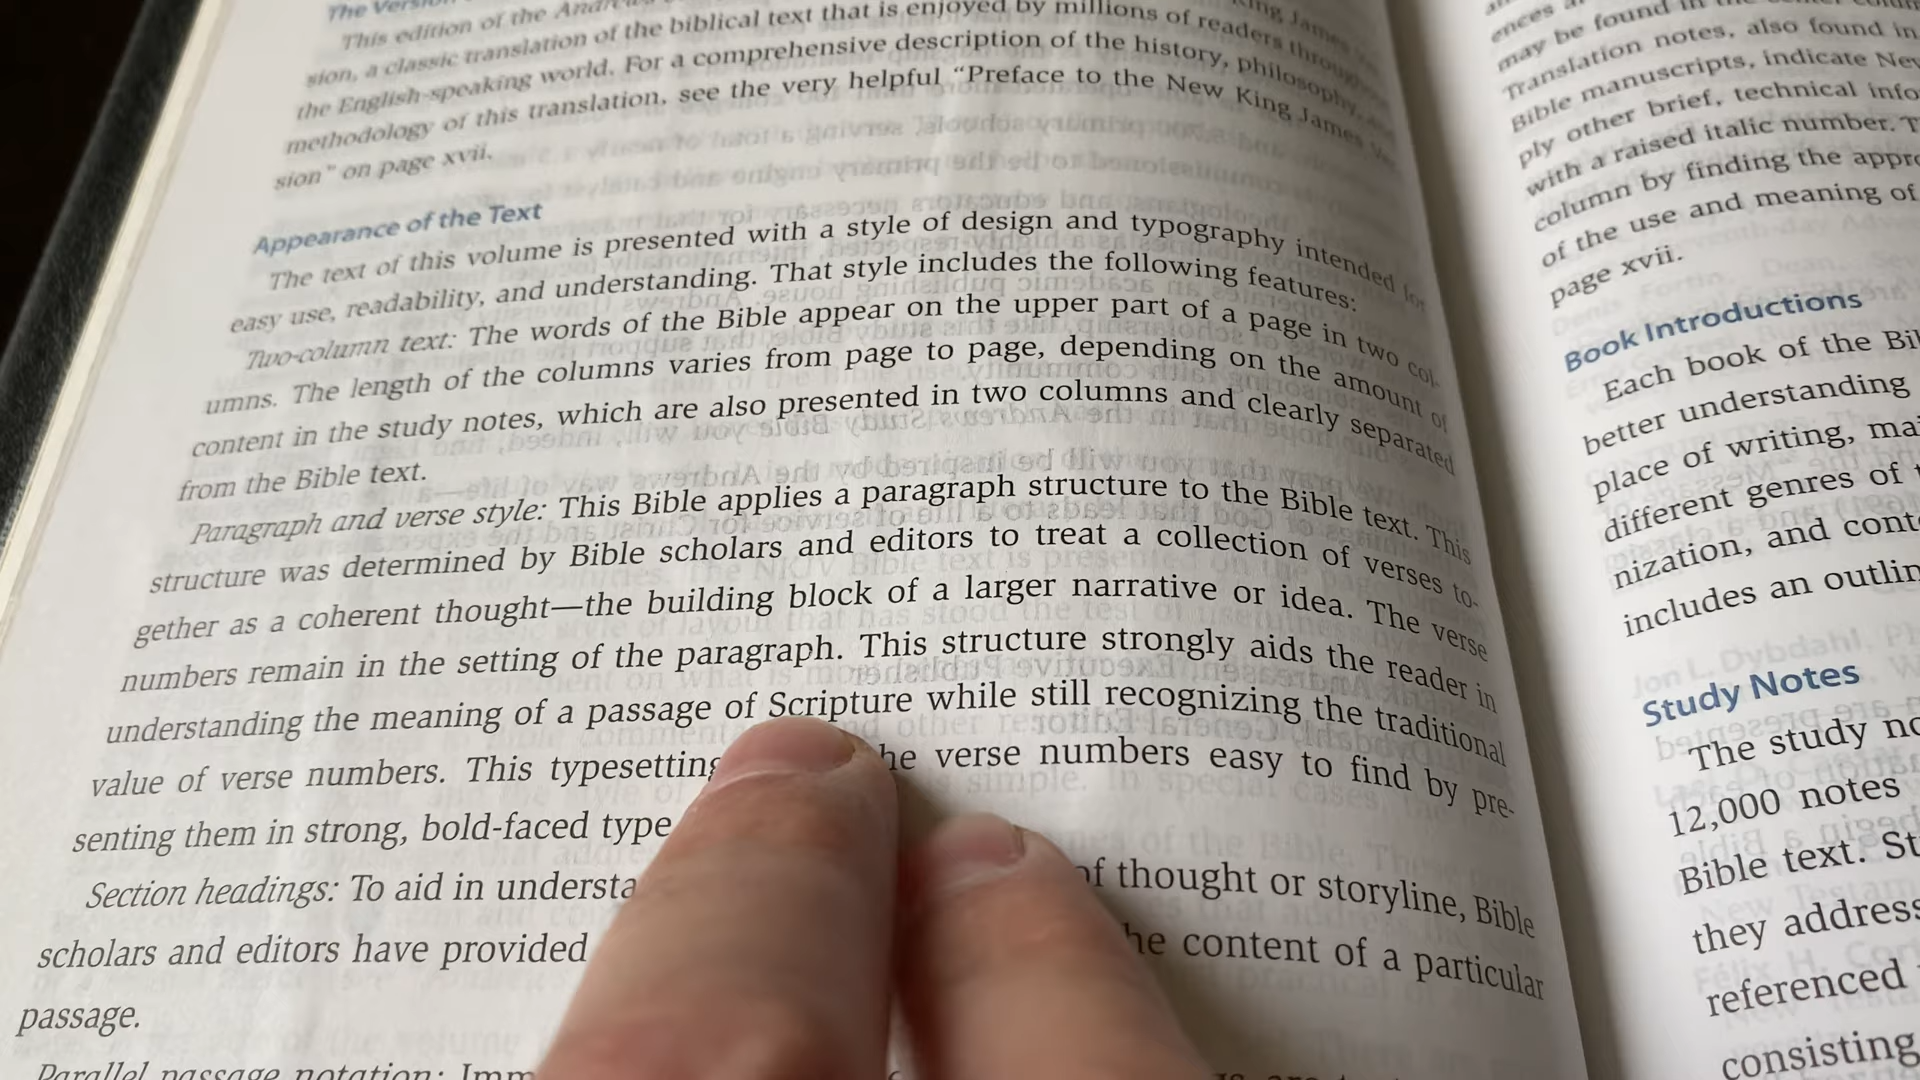 The Version
This edition of the Andrews
sion, a classic translation of the biblical text that is enjoyed by millions of readers through
the English-speaking world. For a comprehensive description of the history, philosophy,
methodology of this translation, see the very helpful “Preface to the New King James Ver
sion” on page xvii.
Appearance of the Text
The text of this volume is presented with a style of design and typography intended for
easy use, readability, and understanding. That style includes the following features:
Two-column text: The words of the Bible appear on the upper part of a page in two col-
umns. The length of the columns varies from page to page, depending on the amount of
content in the study notes, which are also presented in two columns and clearly separated
from the Bible text.
Paragraph and verse style: This Bible applies a paragraph structure to the Bible text. This
structure was determined by Bible scholars and editors to treat a collection of verses to-
gether as a coherent thought—the building block of a larger narrative or idea. The verse
numbers remain in the setting of the paragraph. This structure strongly aids the reader in
understanding the meaning of a passage of Scripture while still recognizing the traditional
value of verse numbers. This typesetting he verse numbers easy to find by pre-
senting them in strong, bold-faced type
Section headings: To aid in understa of thought or storyline, Bible
scholars and editors have provided he content of a particular
passage.
Parallel passage notation: Imm
ences a
may be found in
Translation notes, also found in
Bible manuscripts, indicate New
ply other brief, technical info
with a raised italic number. T
column by finding the appro
of the use and meaning of
page xvii.
Book Introductions
Each book of the Bi
better understanding
place of writing, mai
different genres of t
nization, and cont
includes an outlin
Study Notes
The study no
12,000 notes
Bible text. St
they address
referenced
consisting